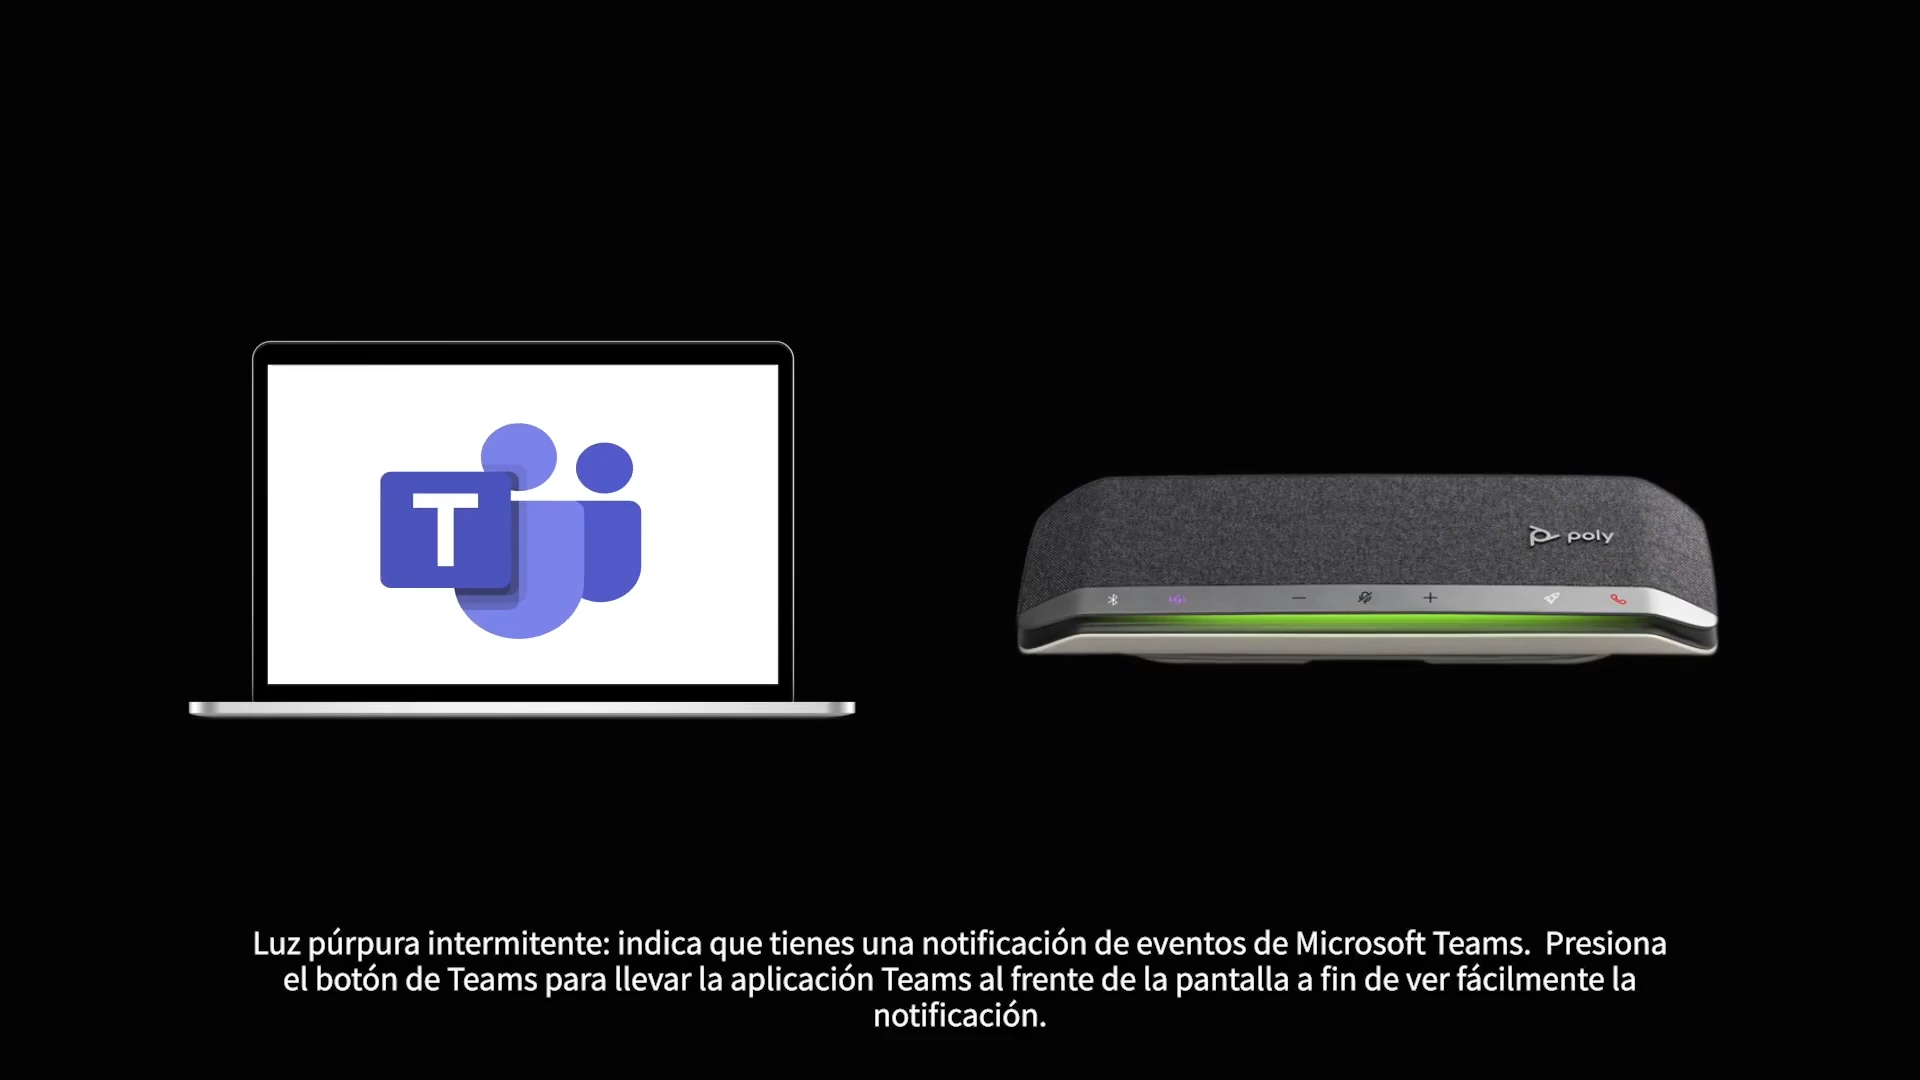 T
poly
Luz púrpura intermitente: indica que tienes una notificación de eventos de Microsoft Teams.  Presiona
el botón de Teams para llevar la aplicación Teams al frente de la pantalla a fin de ver fácilmente la
notificación.